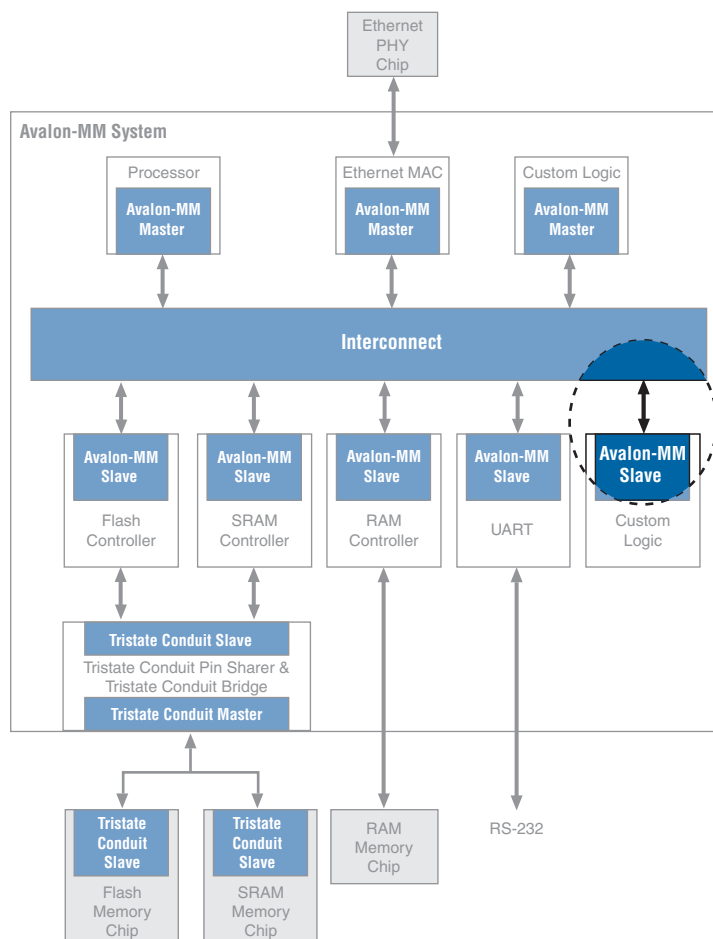 Ethernet
PHY
Chip
Avalon-MM System
Processor
Avalon-MM
Master
Ethernet MAC
Avalon-MM
Master
Custom Logic
Avalon-MM
Master
Interconnect
Avalon-MM
Slave
Flash
Controller
Avalon-MM
Slave
SRAM
Controller
Avalon-MM
Slave
RAM
Controller
Avalon-MM
Slave
UART
Avalon-MM
Slave
Custom
Logic
Tristate Conduit Slave
Tristate Conduit Pin Sharer &
Tristate Conduit Bridge
Tristate Conduit Master
Tristate
Conduit
Slave
Flash
Memory
Chip
Tristate
Conduit
Slave
SRAM
Memory
Chip
RAM
Memory
Chip
RS-232